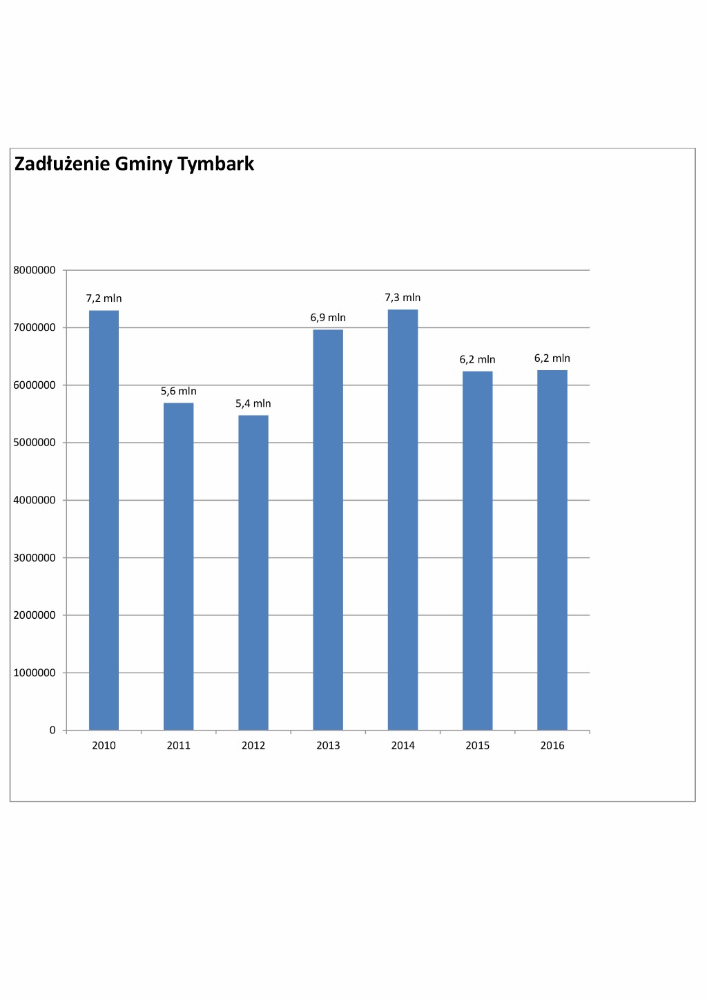 Zadłużenie Gminy Tymbark
8000000
7,2 mln
7,3 mln
6,9 mln
7000000
6,2 mln
6,2 mln
6000000
5,6 mln
5,4 mln
5000000
4000000
3000000
2000000
1000000
0
2010 2011 2012 2013 2014 2015 2016